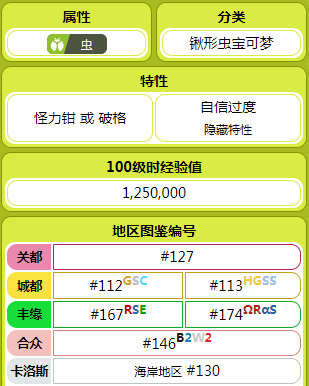 属性 分类
虫 锹形虫宝可梦
特性
怪力钳 或 破格 自信过度
隐藏特性
100级时经验值
1,250,000
地区图鉴编号
关都 #127
城都 #112GSC #113HGSS
丰缘 #167RSE #174ΩRαS
合众 #146B2W2
卡洛斯 海岸地区 #130